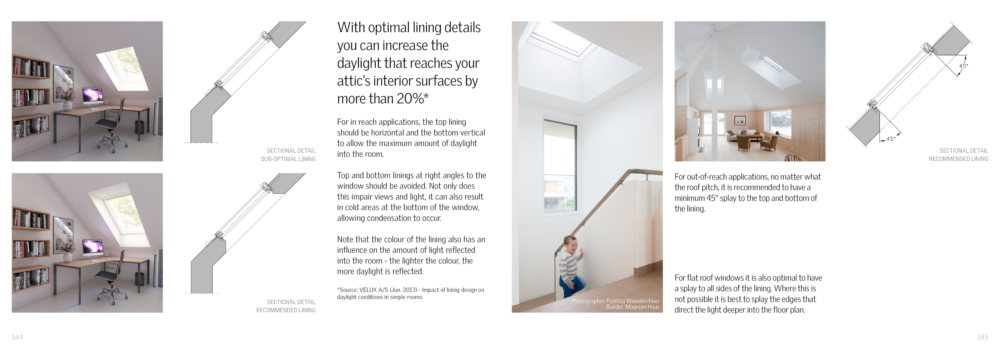 SECTIONAL DETAIL
SUB-OPTIMAL LINING
SECTIONAL DETAIL
RECOMMENDED LINING
With optimal lining details
you can increase the
daylight that reaches your
attic's interior surfaces by
more than 20%*
For in reach applications, the top lining
should be horizontal and the bottom vertical
to allow the maximum amount of daylight
into the room.
Top and bottom linings at right angles to the
window should be avoided. Not only does
this impair views and light, it can also result
in cold areas at the bottom of the window,
allowing condensation to occur.
Note that the colour of the lining also has an
influence on the amount of light reflected
into the room - the lighter the colour, the
more daylight is reflected.
*Source: VELUX A/S (Jun. 2013) - Impact of lining design on
daylight conditions in simple rooms.
144
Photographer: Patricia Weisskirchner
Builder: Magnum Haus
For out-of-reach applications, no matter what
the roof pitch, it is recommended to have a
minimum 45° splay to the top and bottom of
the lining.
For flat roof windows it is also optimal to have
a splay to all sides of the lining. Where this is
not possible it is best to splay the edges that
direct the light deeper into the floor plan.
45°
45°
SECTIONAL DETAIL
RECOMMENDED LINING
145
LESS
BUT
LESS
BUT
NEW YORK CITY
NEW YORK CITY